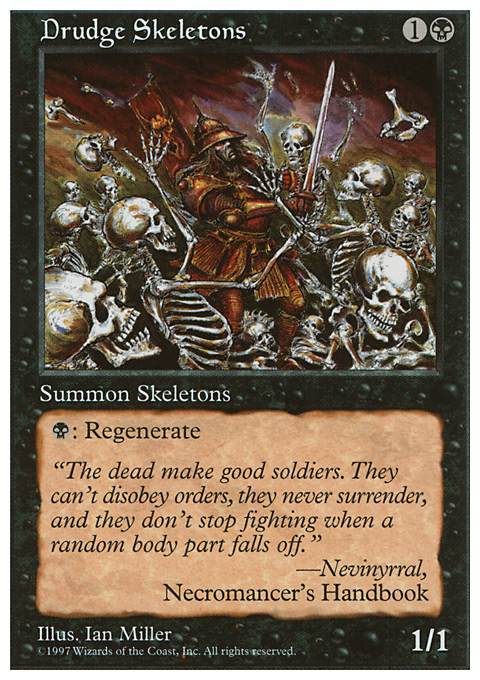 Drudge Skeletons 1
Summon Skeletons
: Regenerate
“The dead make good soldiers. They
can’t disobey orders, they never surrender,
and they don’t stop fighting when a
random body part falls off.”
—Nevinyrral,
Necromancer’s Handbook
Illus. Ian Miller
©1997 Wizards of the Coast, Inc. All rights reserved.
1/1